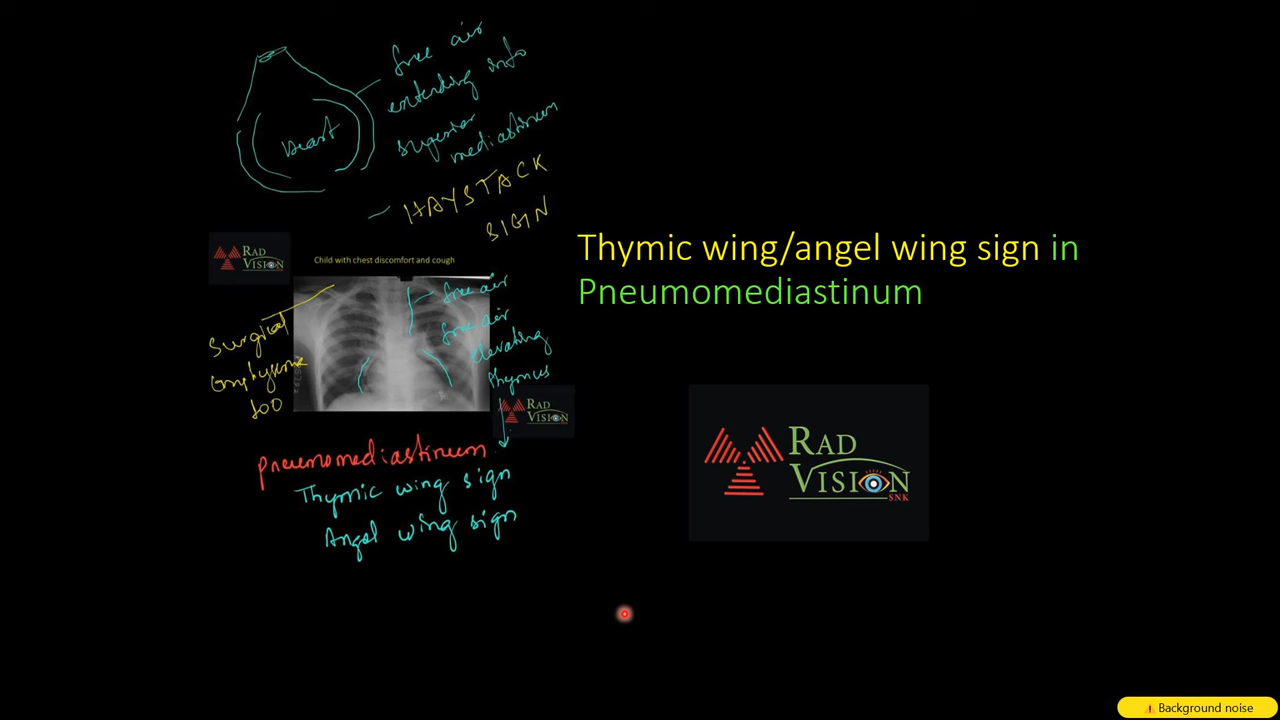 free air
extending into
Heart
superior
mediastinum
HAYSTACK
SIGN
RAD
VISION
Child with chest discomfort and cough
Thymic wing/angel wing sign in
Pneumomediastinum
free air
Surgical
emphysema
too
free air
elevating
thymus
RAD
VISION
pneumomediastinum
Thymic wing sign
Angel wing sign
RAD
VISION
SNK
Background noise